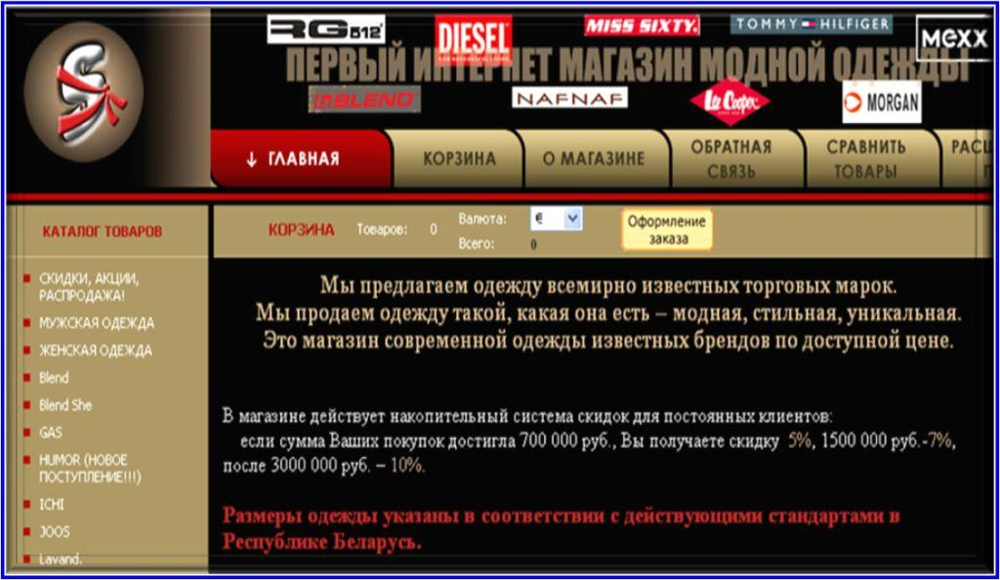 RG 512
DIESEL
MISS SIXTY.
TOMMY HILFIGER
mexx
ПЕРВЫЙ ИНТЕРНЕТ МАГАЗИН МОДНОЙ ОДЕЖДЫ
BLEND
NAFNAF
Lee Cooper
MORGAN
↓ ГЛАВНАЯ
КОРЗИНА
О МАГАЗИНЕ
ОБРАТНАЯ
СВЯЗЬ
СРАВНИТЬ
ТОВАРЫ
КАТАЛОГ ТОВАРОВ
СКИДКИ, АКЦИИ,
РАСПРОДАЖА!
МУЖСКАЯ ОДЕЖДА
ЖЕНСКАЯ ОДЕЖДА
Blend
Blend She
GAS
HUMOR (НОВОЕ
ПОСТУПЛЕНИЕ!!!)
ICHI
JOOS
Lavand.
КОРЗИНА
Товаров: 0
Валюта: €
Всего: 0
Оформление
заказа
Мы предлагаем одежду всемирно известных торговых марок.
Мы продаем одежду такой, какая она есть – модная, стильная, уникальная.
Это магазин современной одежды известных брендов по доступной цене.
В магазине действует накопительный система скидок для постоянных клиентов:
если сумма Ваших покупок достигла 700 000 руб., Вы получаете скидку 5%, 1500 000 руб.-7%,
после 3000 000 руб. – 10%.
Размеры одежды указаны в соответствии с действующими стандартами в
Республике Беларусь.